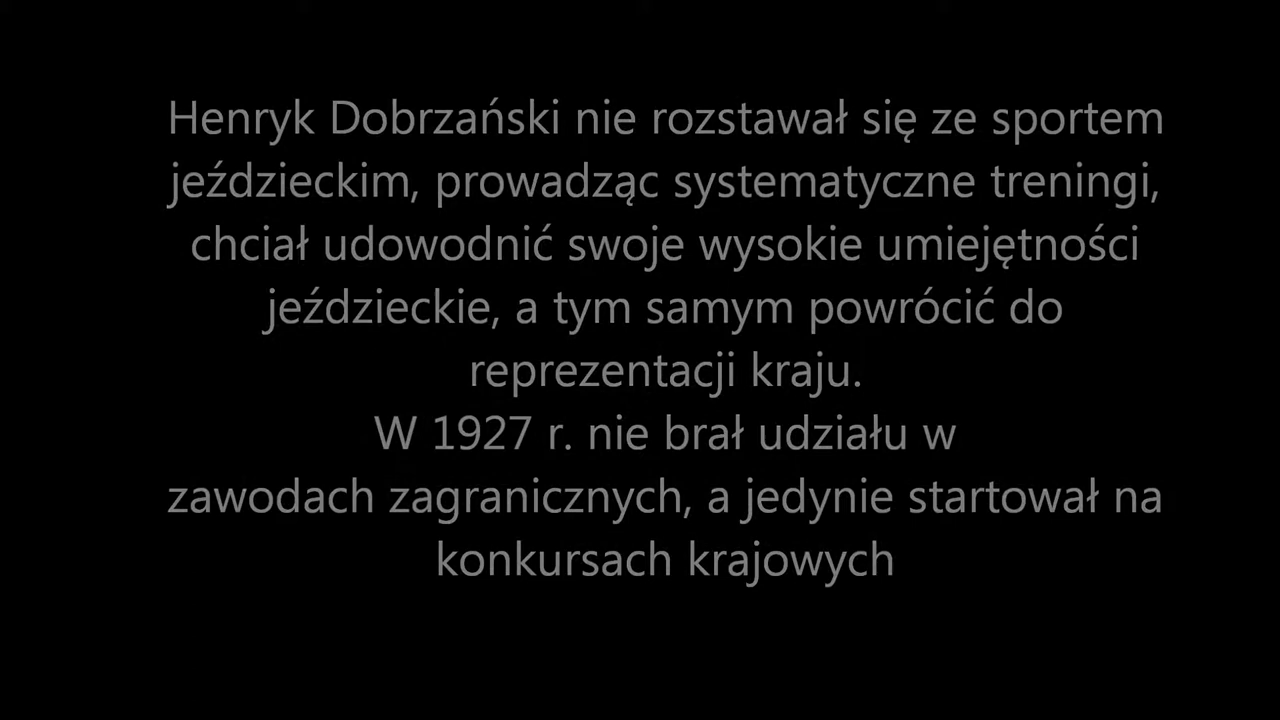 Henryk Dobrzański nie rozstawał się ze sportem
jeździeckim, prowadząc systematyczne treningi,
chciał udowodnić swoje wysokie umiejętności
jeździeckie, a tym samym powrócić do
reprezentacji kraju.
W 1927 r. nie brał udziału w
zawodach zagranicznych, a jedynie startował na
konkursach krajowych